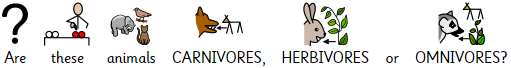 Are these animals CARNIVORES, HERBIVORES or OMNIVORES?